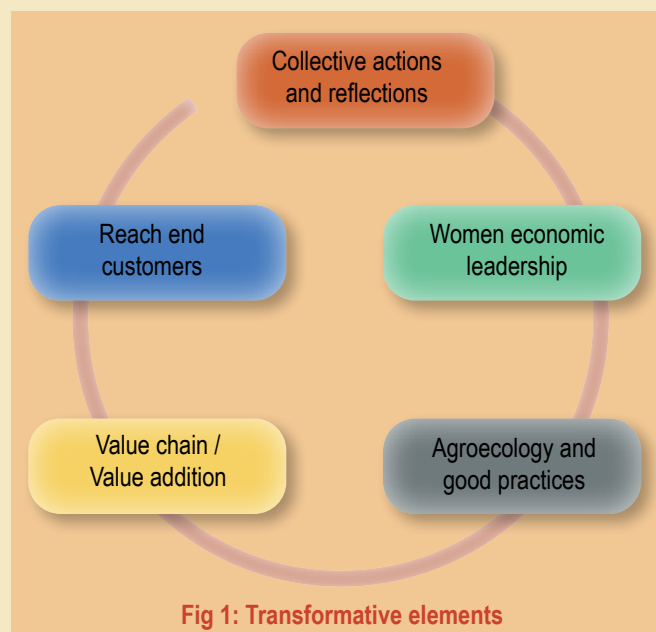 Collective actions
and reflections
Reach end
customers
Women economic
leadership
Value chain /
Value addition
Agroecology and
good practices
Fig 1: Transformative elements